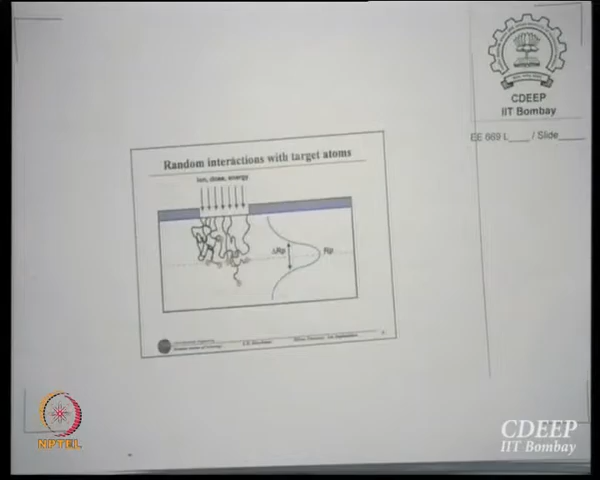 CDEEP
IIT Bombay
EE 669 L____ / Slide_____
Random interactions with target atoms
Ion, dose, energy
ΔRp
Rp
NPTEL
CDEEP
IIT Bombay